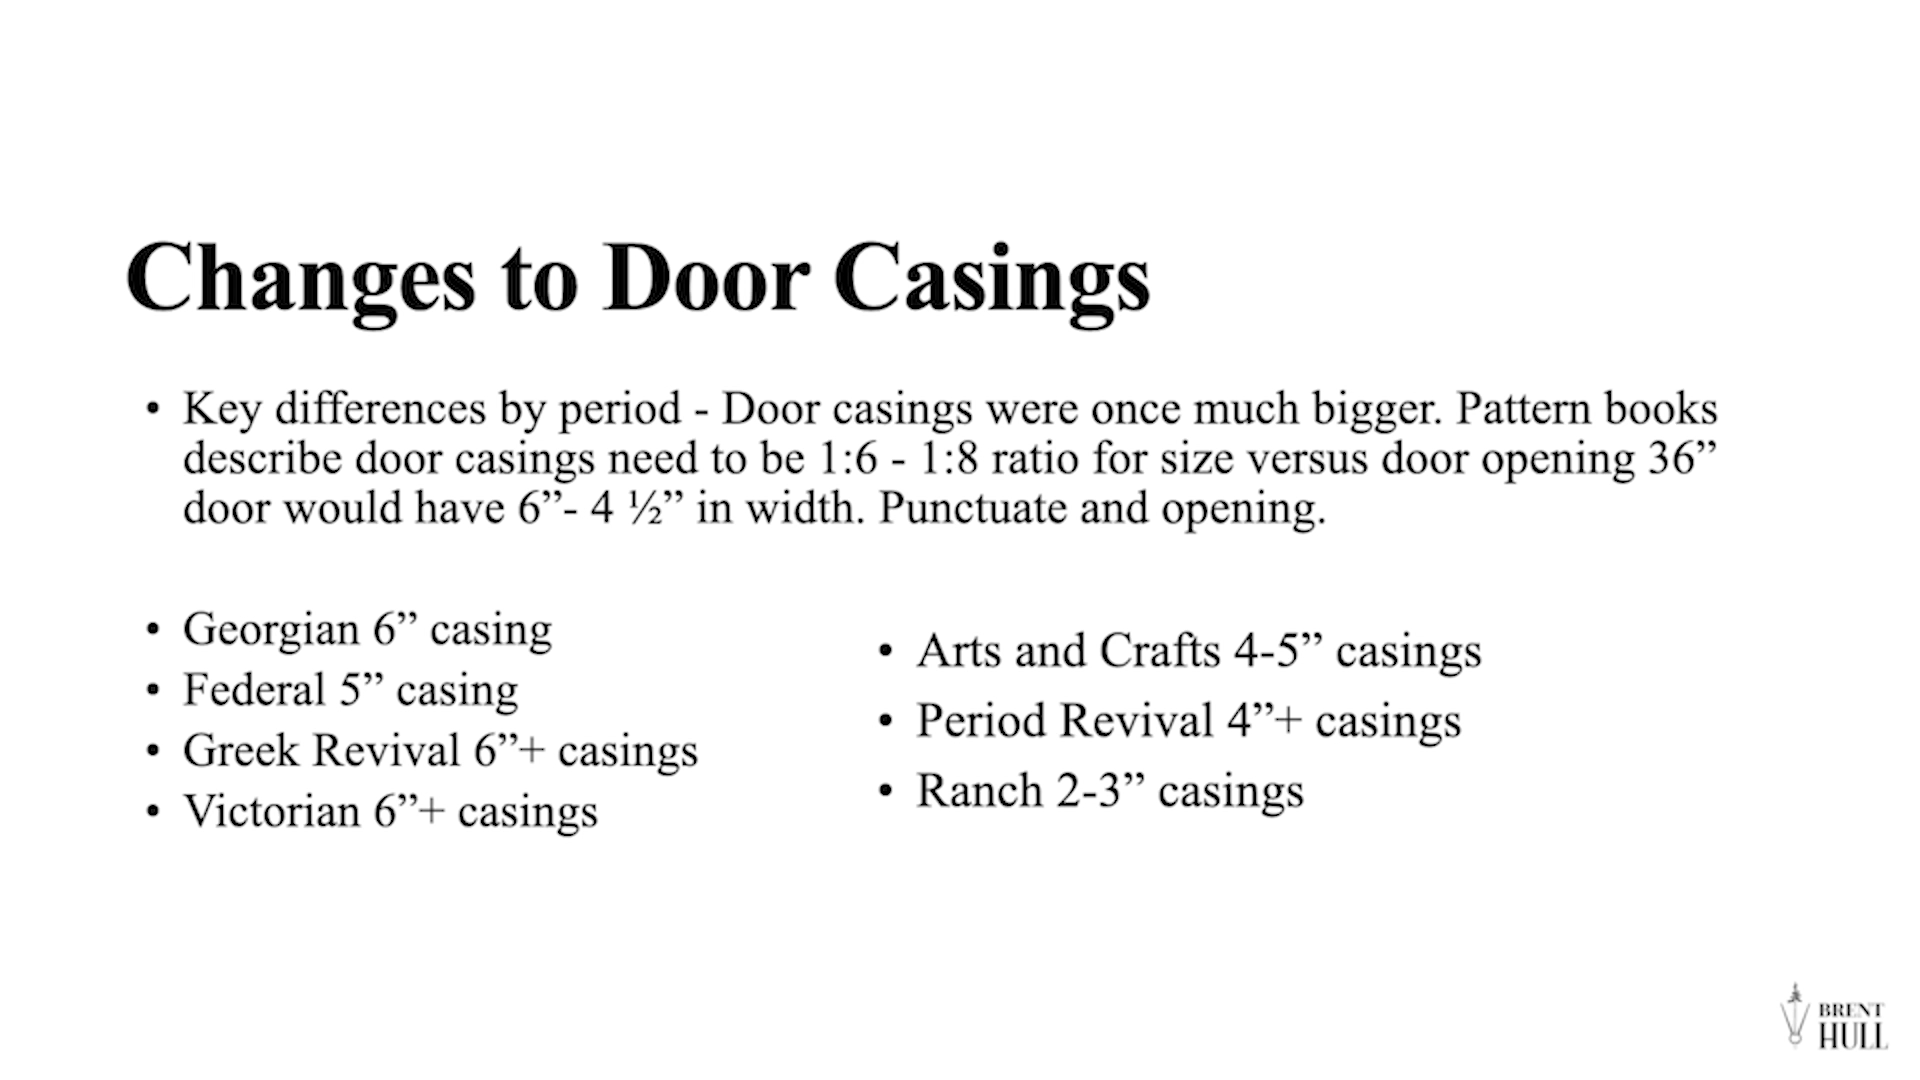 Changes to Door Casings
• Key differences by period - Door casings were once much bigger. Pattern books
describe door casings need to be 1:6 - 1:8 ratio for size versus door opening 36”
door would have 6”- 4 ½” in width. Punctuate and opening.
• Georgian 6” casing
• Federal 5” casing
• Greek Revival 6”+ casings
• Victorian 6”+ casings
• Arts and Crafts 4-5” casings
• Period Revival 4”+ casings
• Ranch 2-3” casings
BRENT
HULL